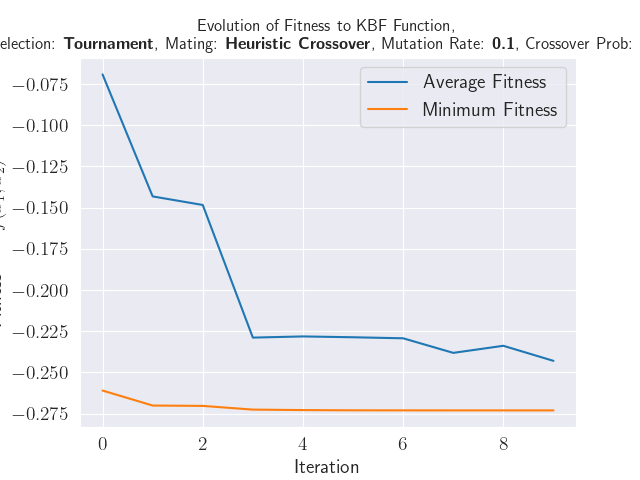 Evolution of Fitness to KBF Function,
election: Tournament, Mating: Heuristic Crossover, Mutation Rate: 0.1, Crossover Prob:
Average Fitness
Minimum Fitness
−0.075
−0.100
−0.125
−0.150
−0.175
−0.200
−0.225
−0.250
−0.275
0 2 4 6 8
Iteration